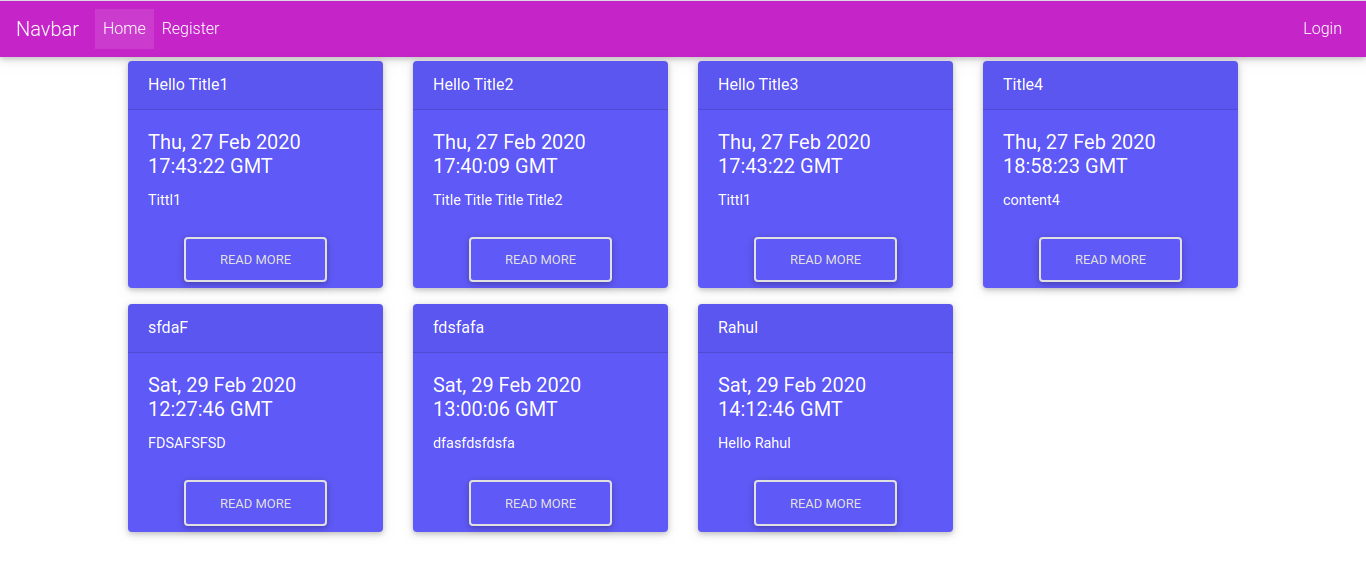 Navbar Home Register Login
Hello Title1
Thu, 27 Feb 2020
17:43:22 GMT
Tittl1
READ MORE
Hello Title2
Thu, 27 Feb 2020
17:40:09 GMT
Title Title Title Title2
READ MORE
Hello Title3
Thu, 27 Feb 2020
17:43:22 GMT
Tittl1
READ MORE
Title4
Thu, 27 Feb 2020
18:58:23 GMT
content4
READ MORE
sfdaF
Sat, 29 Feb 2020
12:27:46 GMT
FDSAFSFSD
READ MORE
fdsfafa
Sat, 29 Feb 2020
13:00:06 GMT
dfasfdsfdsfa
READ MORE
Rahul
Sat, 29 Feb 2020
14:12:46 GMT
Hello Rahul
READ MORE